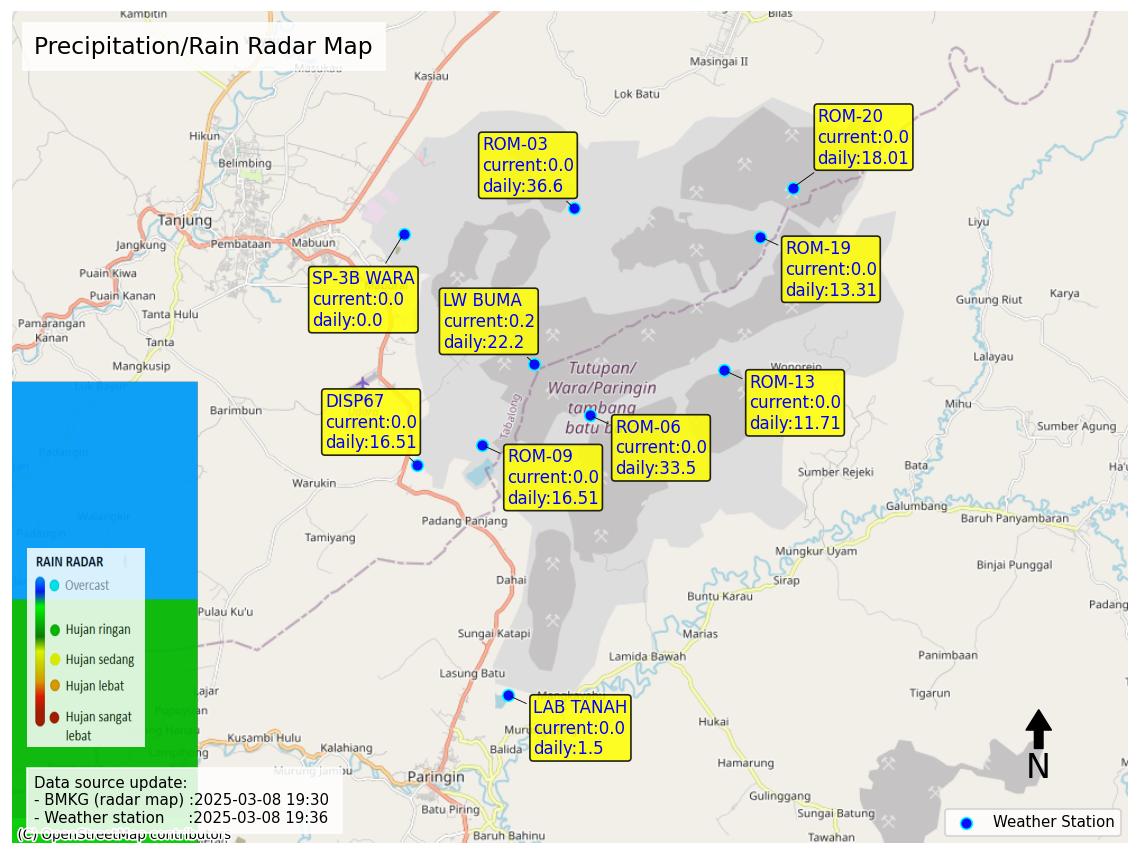 Kambitin
Bilas
Precipitation/Rain Radar Map
Masukau
Kasiau
Masingai II
Lok Batu
Hikun
Belimbing
ROM-20
current:0.0
daily:18.01
ROM-03
current:0.0
daily:36.6
Tanjung
Jangkung
Pembataan
Mabuun
Liyu
Puain Kiwa
Puain Kanan
SP-3B WARA
current:0.0
daily:0.0
ROM-19
current:0.0
daily:13.31
LW BUMA
current:0.2
daily:22.2
Gunung Riut
Karya
Tanta Hulu
Pamarangan
Kanan
Tanta
Mangkusip
Lalayau
Tutupan/
Wara/Paringin
tambang
batu b
Wonorejo
ROM-13
current:0.0
daily:11.71
Tabalong
Barimbun
DISP67
current:0.0
daily:16.51
Mihu
Sumber Agung
ROM-06
current:0.0
daily:33.5
ROM-09
current:0.0
daily:16.51
Padangin
Bata
Sumber Rejeki
Warukin
Galumbang
Baruh Panyambaran
Walangkir
Padang Panjang
Padangin
Tamiyang
Mungkur Uyam
Binjai Punggal
RAIN RADAR
Overcast
Hujan ringan
Hujan sedang
Hujan lebat
Hujan sangat
lebat
Dahai
Sirap
Buntu Karau
Padang
Pulau Ku'u
Sungai Katapi
Marias
Lamida Bawah
Panimbaan
Lasung Batu
Lajar
Tigarun
LAB TANAH
current:0.0
daily:1.5
Hukai
Kusambi Hulu
Kalahiang
Balida
Murung Jambu
Paringin
Hamarung
N
Data source update:
- BMKG (radar map) :2025-03-08 19:30
- Weather station :2025-03-08 19:36
Batu Piring
Gulinggang
Sungai Batung
Weather Station
(C) OpenStreetMap contributors
Baruh Bahinu
Tawahan